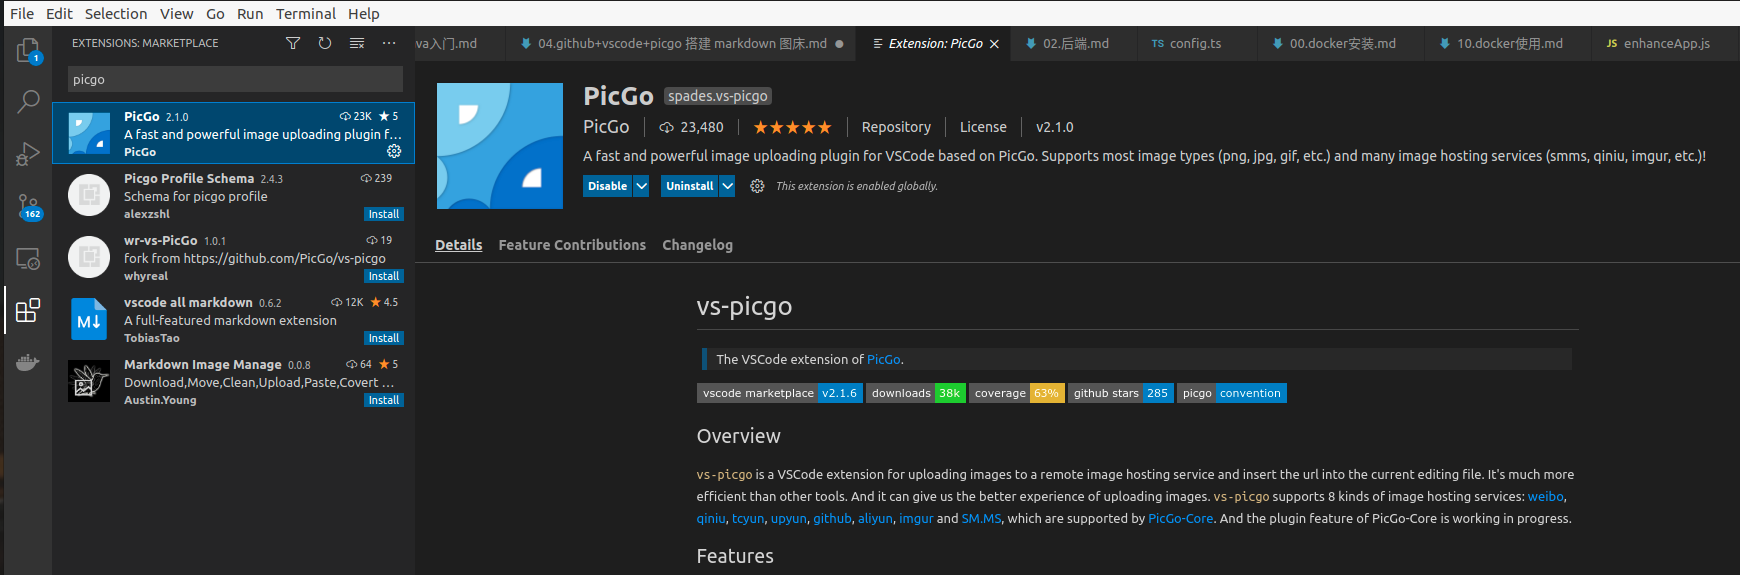 File Edit Selection View Go Run Terminal Help
EXTENSIONS: MARKETPLACE
va入门.md 04.github+vscode+picgo 搭建 markdown 图床.md Extension: PicGo 02.后端.md TS config.ts 00.docker安装.md 10.docker使用.md JS enhanceApp.js
1
162
picgo
PicGo 2.1.0 23K 5
A fast and powerful image uploading plugin f...
PicGo
Picgo Profile Schema 2.4.3 239
Schema for picgo profile
alexzshl Install
wr-vs-PicGo 1.0.1 19
fork from https://github.com/PicGo/vs-picgo
whyreal Install
M
vscode all markdown 0.6.2 12K 4.5
A full-featured markdown extension
TobiasTao Install
Markdown Image Manage 0.0.8 64 5
Download,Move,Clean,Upload,Paste,Covert ...
Austin.Young Install
PicGo spades.vs-picgo
PicGo 23,480 Repository License v2.1.0
A fast and powerful image uploading plugin for VSCode based on PicGo. Supports most image types (png, jpg, gif, etc.) and many image hosting services (smms, qiniu, imgur, etc.)!
Disable Uninstall This extension is enabled globally.
Details Feature Contributions Changelog
vs-picgo
The VSCode extension of PicGo.
vscode marketplace v2.1.6 downloads 38k coverage 63% github stars 285 picgo convention
Overview
vs-picgo is a VSCode extension for uploading images to a remote image hosting service and insert the url into the current editing file. It's much more
efficient than other tools. And it can give us the better experience of uploading images. vs-picgo supports 8 kinds of image hosting services: weibo,
qiniu, tcyun, upyun, github, aliyun, imgur and SM.MS, which are supported by PicGo-Core. And the plugin feature of PicGo-Core is working in progress.
Features